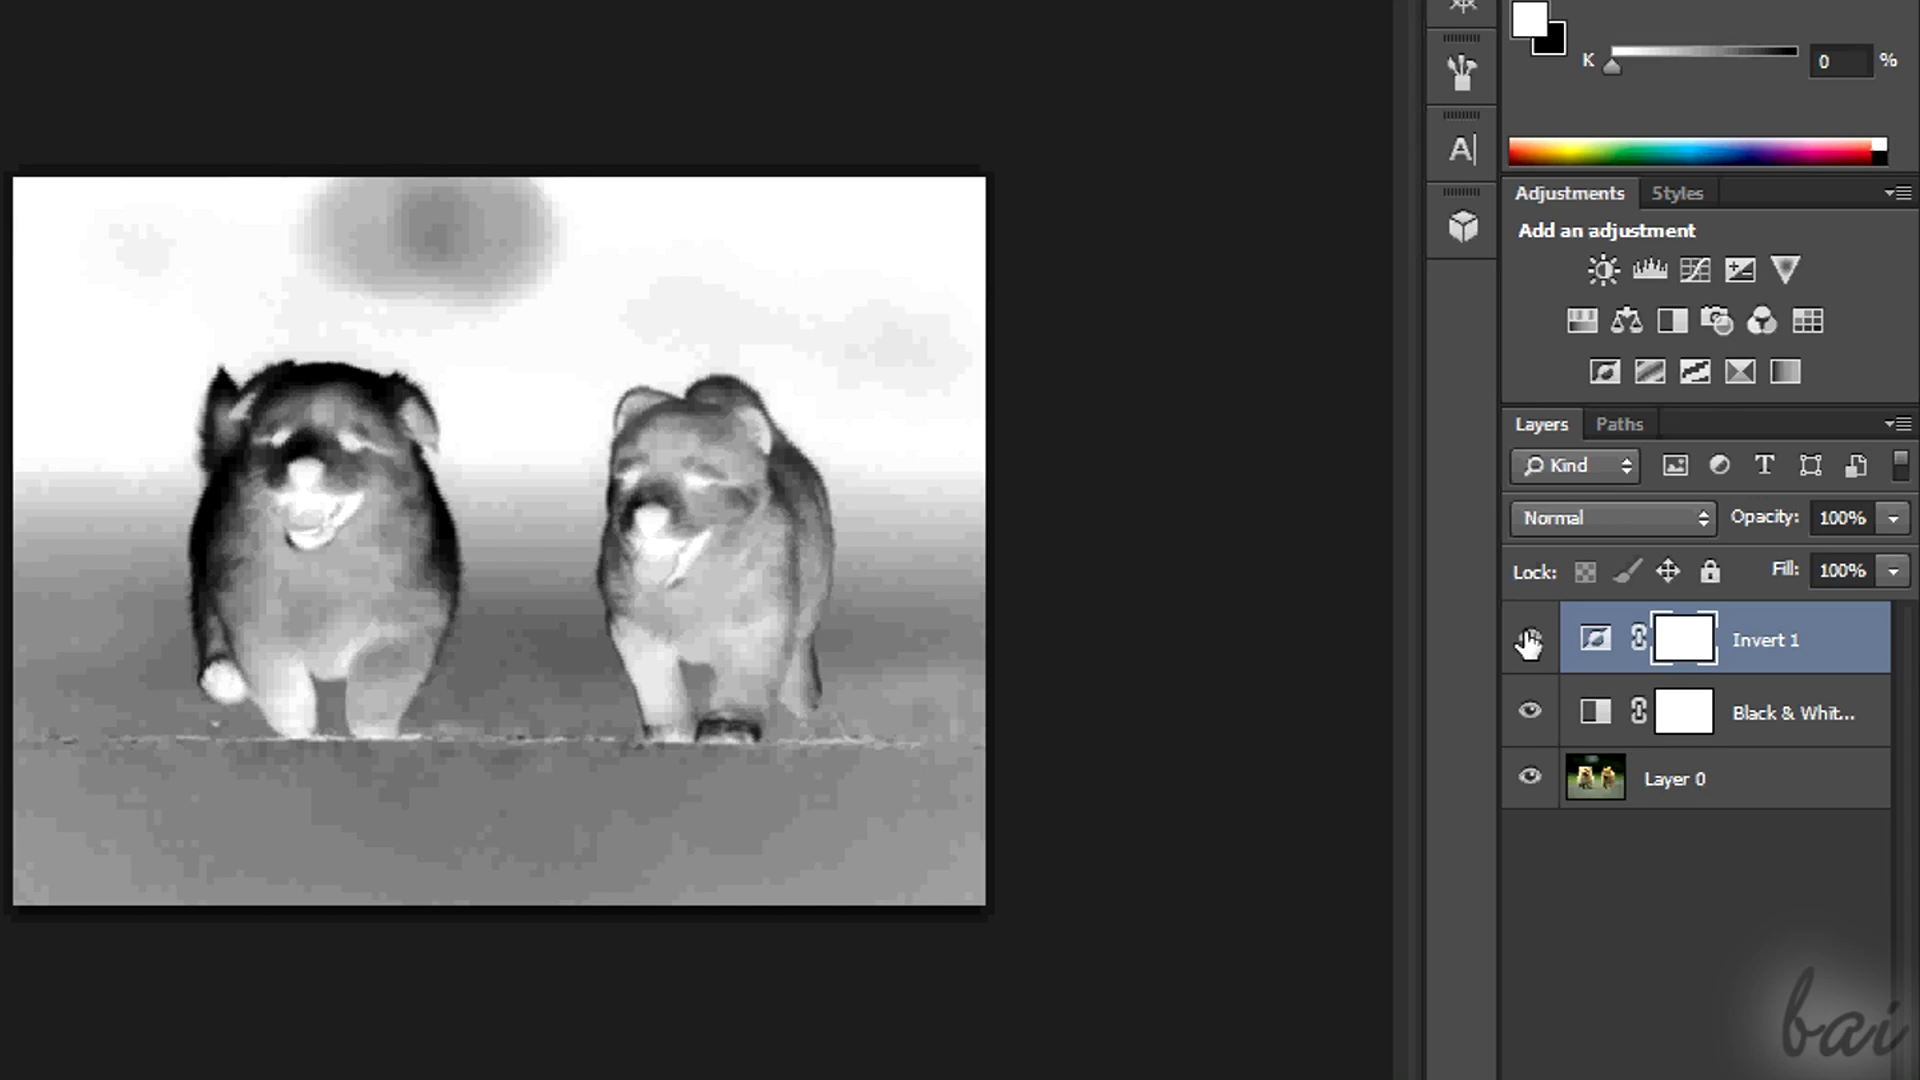 K 0 %
A
Adjustments Styles
Add an adjustment
Layers Paths
Kind T
Normal Opacity: 100%
Lock: Fill: 100%
Invert 1
Black & Whit...
Layer 0
bai